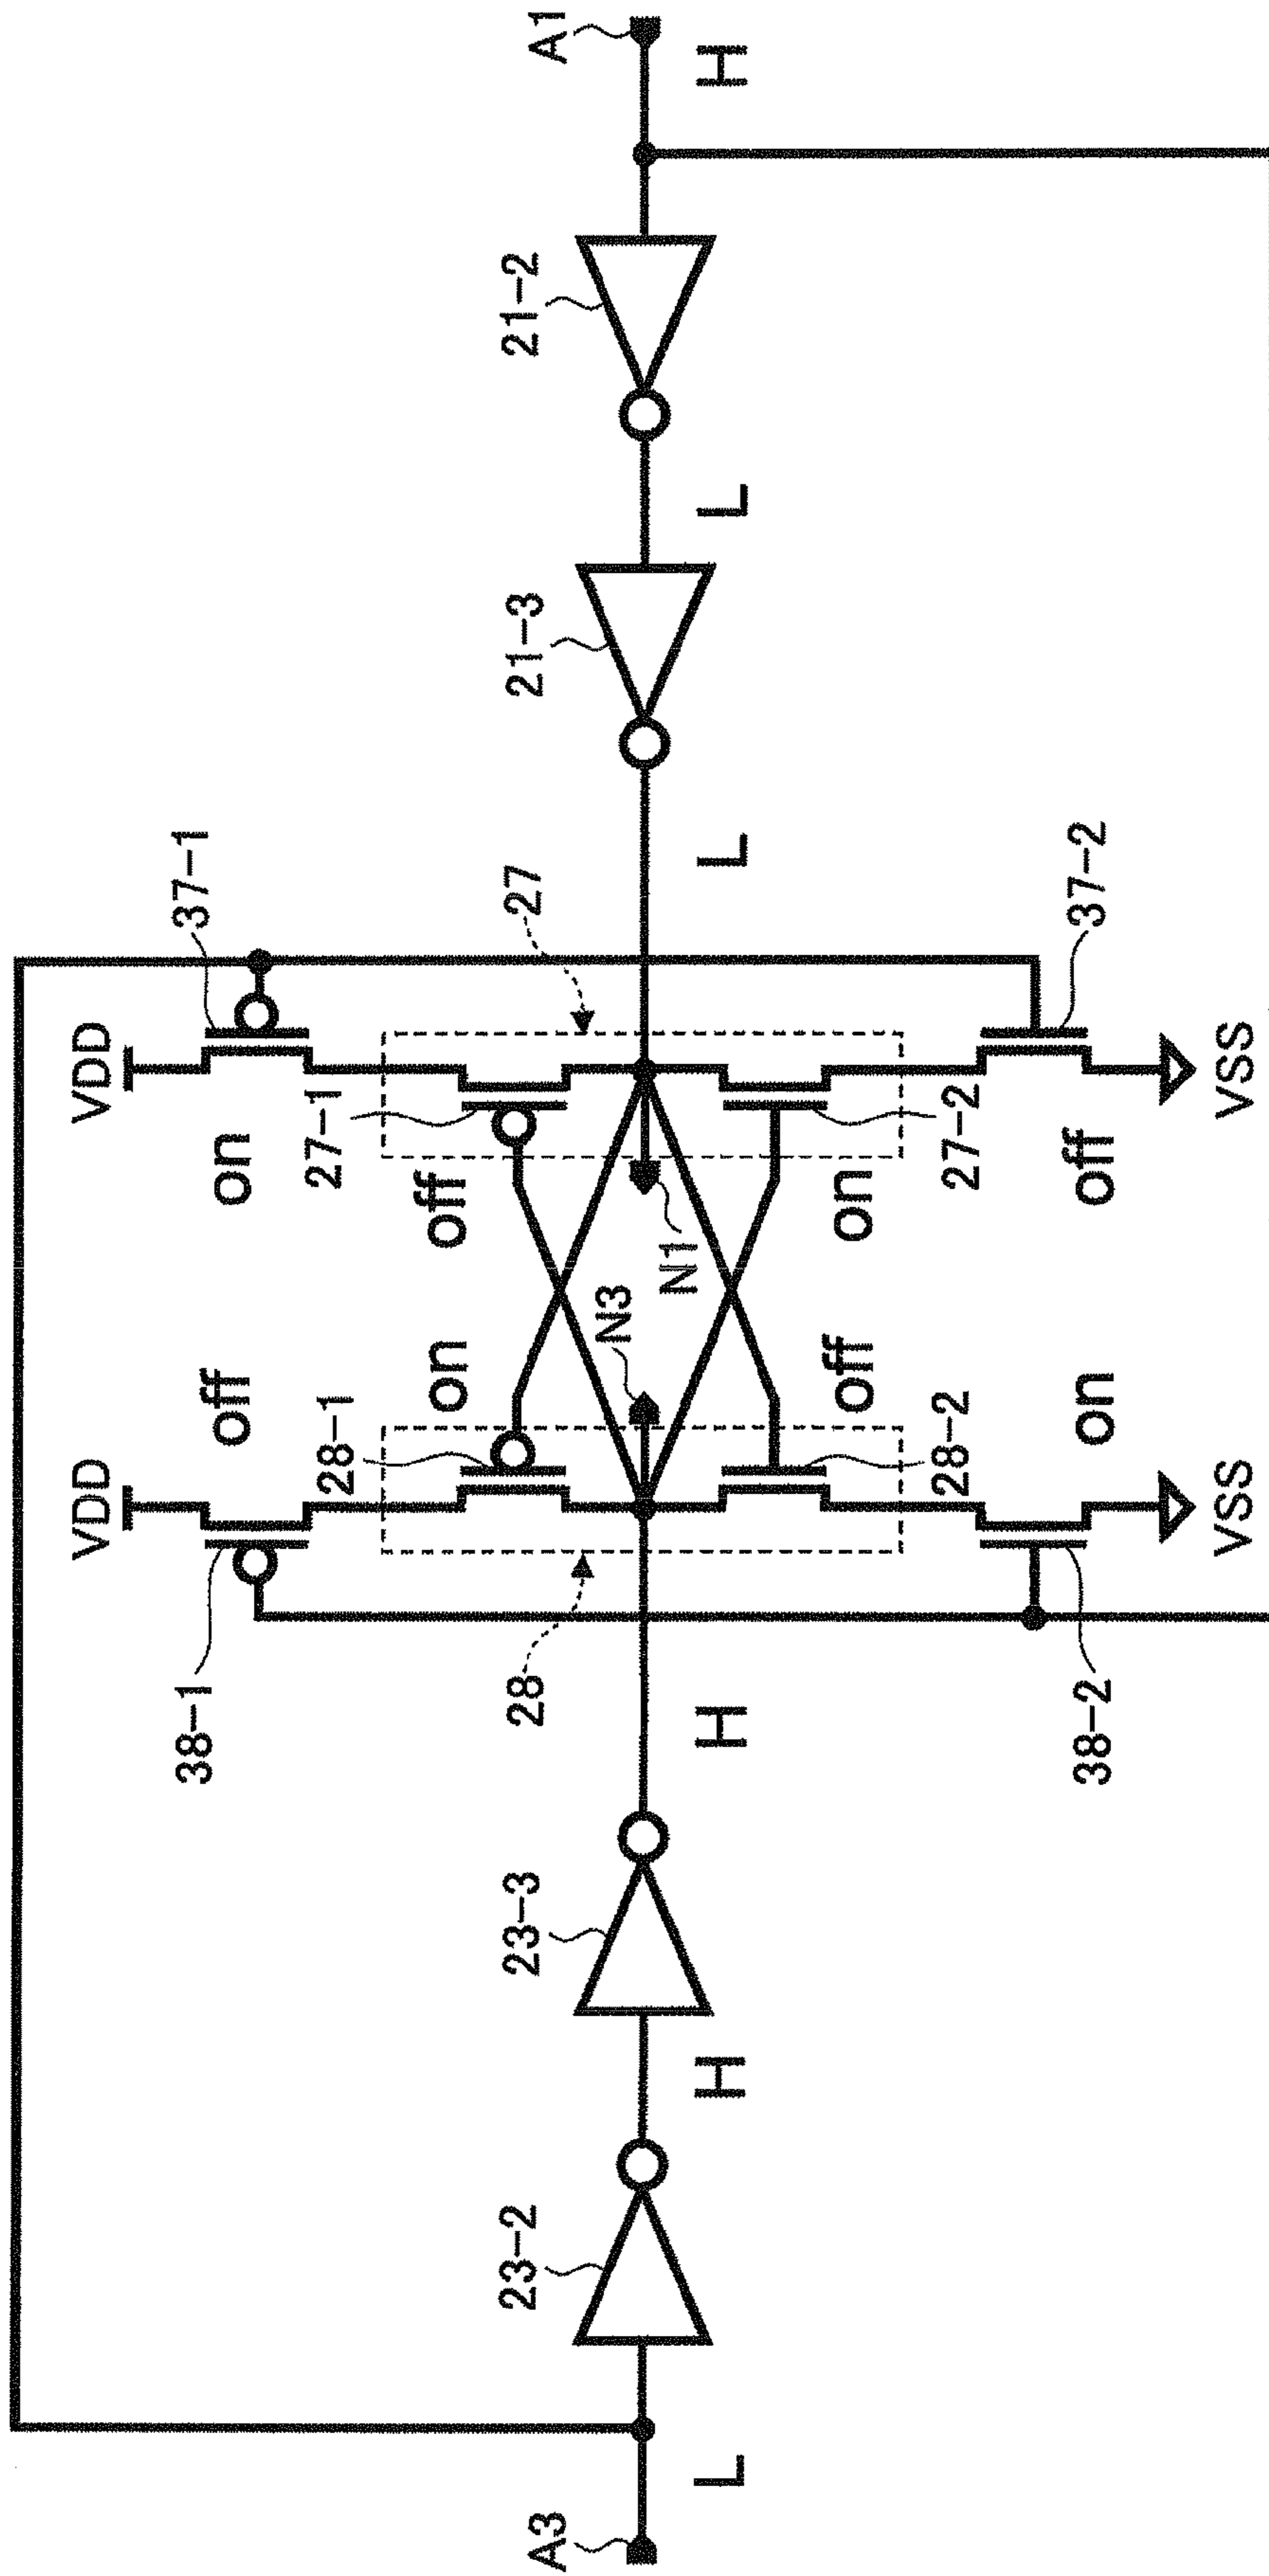 A1
H
21-2
L
21-3
L
37-1
VDD
on
27
27-1
off
N1
on
27-2
37-2
off
VSS
VDD
off
38-1
28-1
on
N3
28
off
28-2
on
38-2
VSS
H
23-3
H
23-2
L
A3